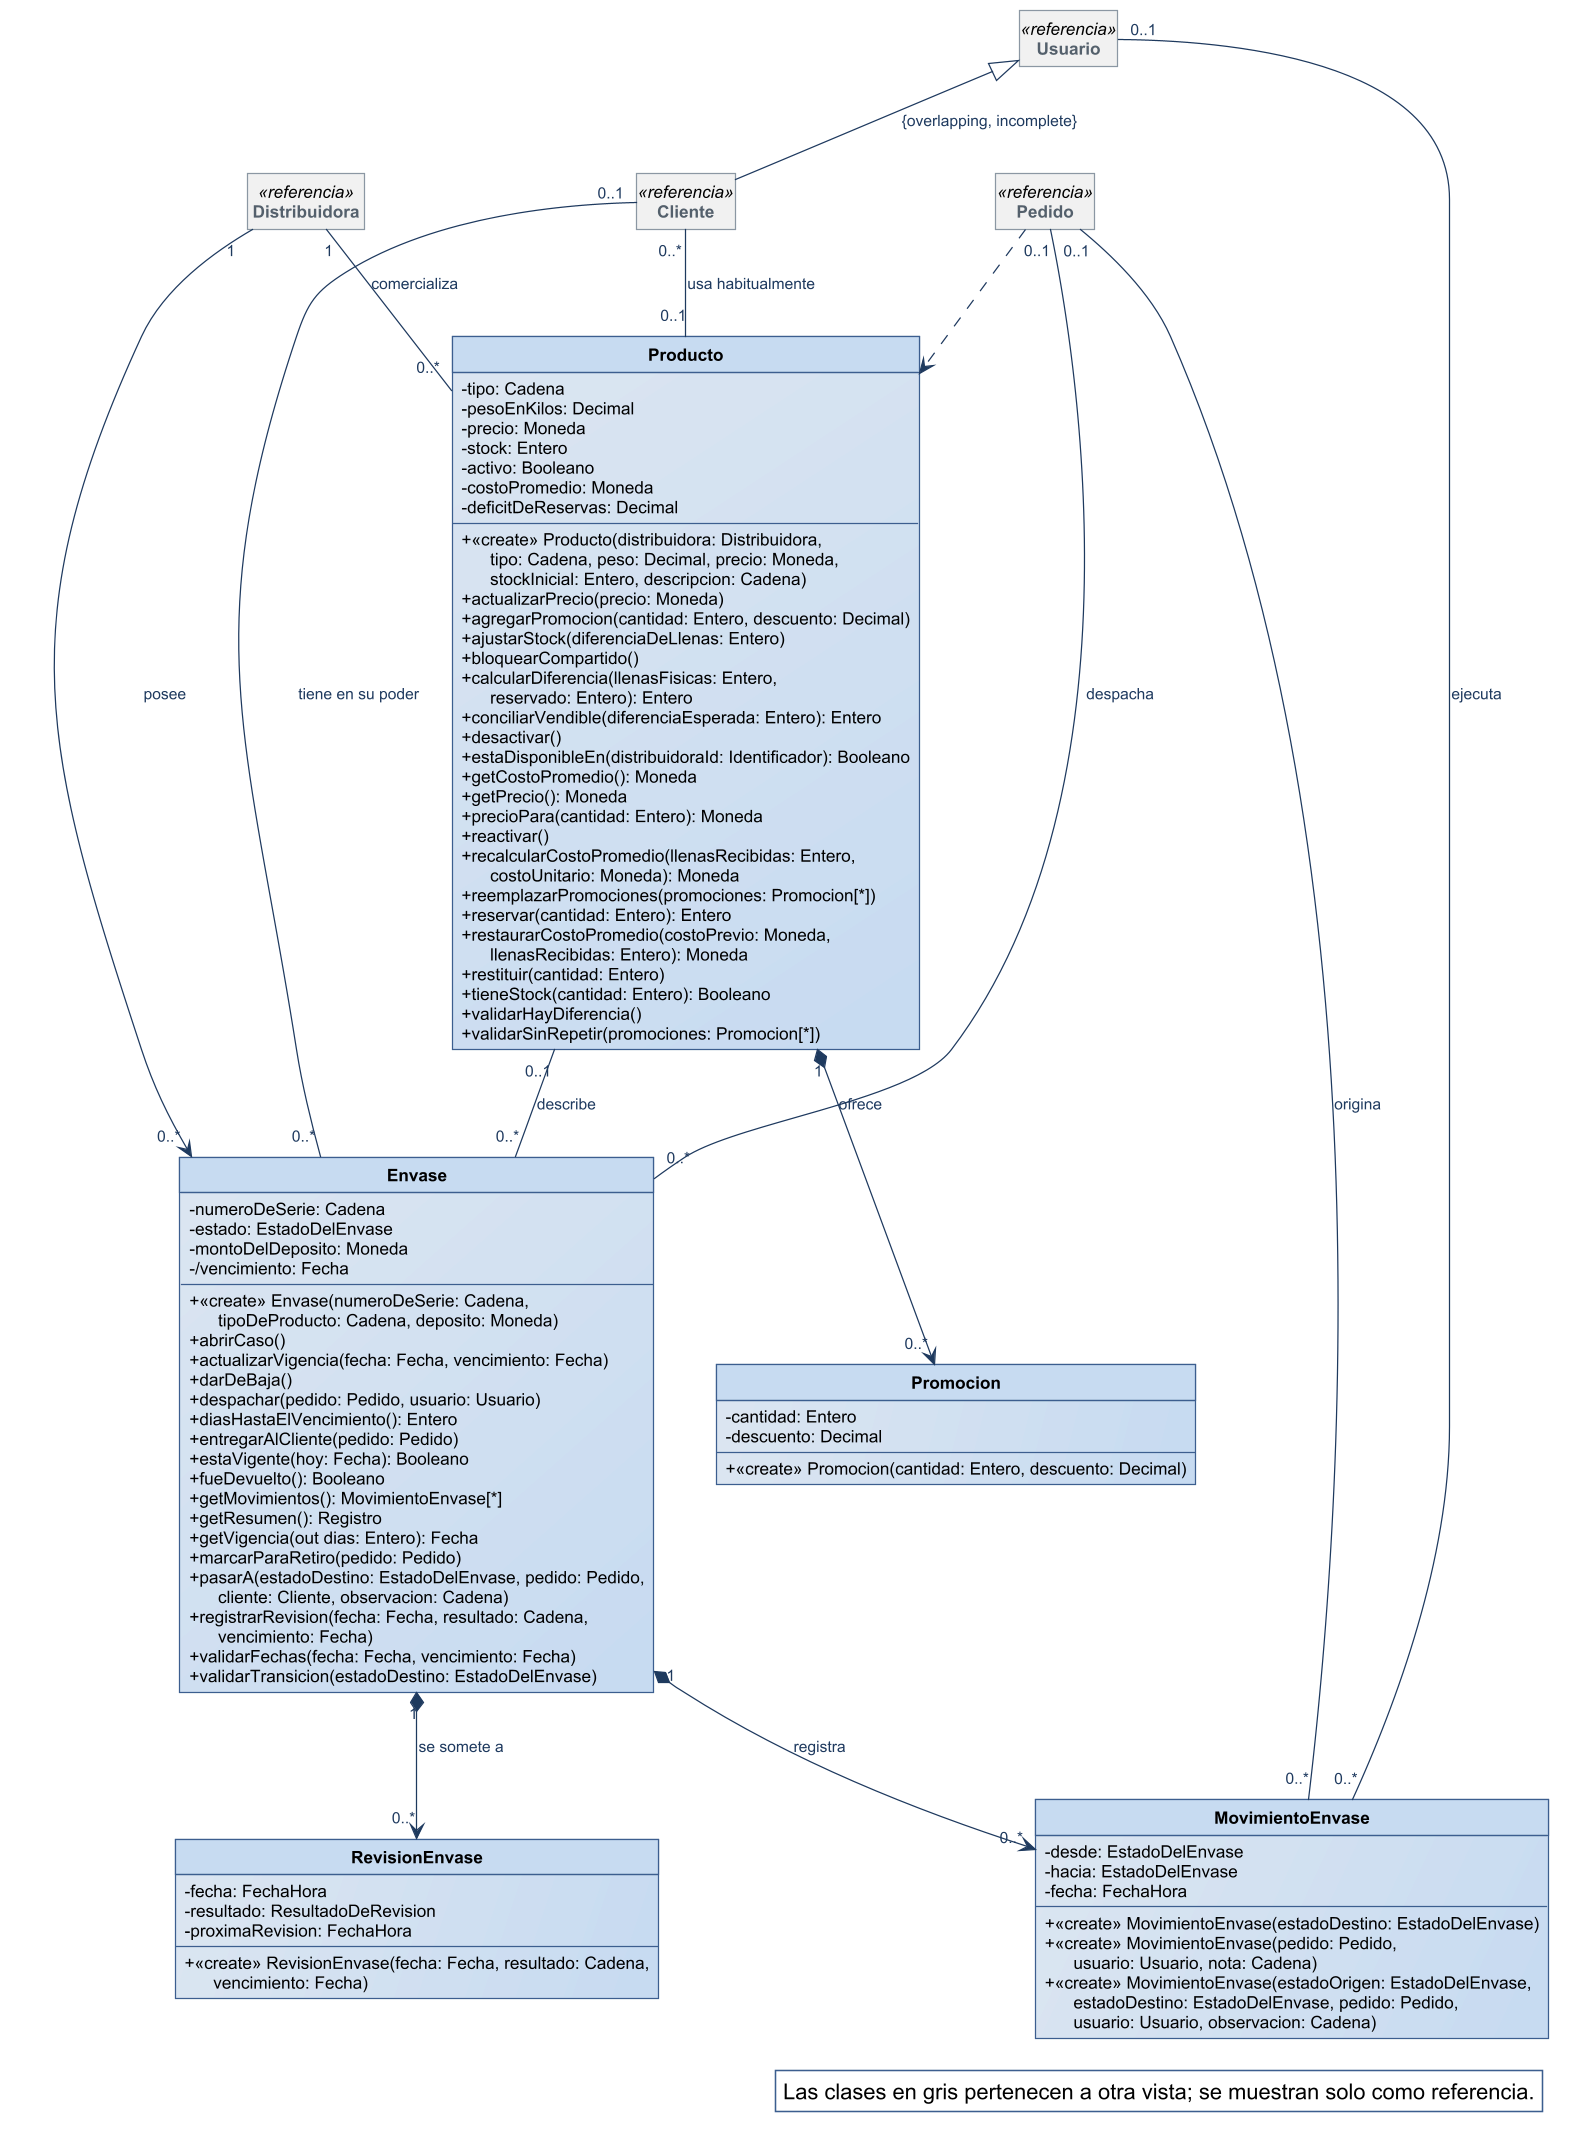 «referencia»
Usuario
0..1
{overlapping, incomplete}
«referencia»
Distribuidora
0..1
«referencia»
Cliente
«referencia»
Pedido
1
1
0..*
0..1
0..1
comercializa
usa habitualmente
0..1
0..*
Producto
-tipo: Cadena
-pesoEnKilos: Decimal
-precio: Moneda
-stock: Entero
-activo: Booleano
-costoPromedio: Moneda
-deficitDeReservas: Decimal
+«create» Producto(distribuidora: Distribuidora,
tipo: Cadena, peso: Decimal, precio: Moneda,
stockInicial: Entero, descripcion: Cadena)
+actualizarPrecio(precio: Moneda)
+agregarPromocion(cantidad: Entero, descuento: Decimal)
+ajustarStock(diferenciaDeLlenas: Entero)
+bloquearCompartido()
+calcularDiferencia(llenasFisicas: Entero,
reservado: Entero): Entero
+conciliarVendible(diferenciaEsperada: Entero): Entero
+desactivar()
+estaDisponibleEn(distribuidoraId: Identificador): Booleano
+getCostoPromedio(): Moneda
+getPrecio(): Moneda
+precioPara(cantidad: Entero): Moneda
+reactivar()
+recalcularCostoPromedio(llenasRecibidas: Entero,
costoUnitario: Moneda): Moneda
+reemplazarPromociones(promociones: Promocion[*])
+reservar(cantidad: Entero): Entero
+restaurarCostoPromedio(costoPrevio: Moneda,
llenasRecibidas: Entero): Moneda
+restituir(cantidad: Entero)
+tieneStock(cantidad: Entero): Booleano
+validarHayDiferencia()
+validarSinRepetir(promociones: Promocion[*])
posee
tiene en su poder
despacha
ejecuta
0..1
1
describe
ofrece
origina
0..*
0..*
0..*
0..*
Envase
-numeroDeSerie: Cadena
-estado: EstadoDelEnvase
-montoDelDeposito: Moneda
-/vencimiento: Fecha
+«create» Envase(numeroDeSerie: Cadena,
tipoDeProducto: Cadena, deposito: Moneda)
+abrirCaso()
+actualizarVigencia(fecha: Fecha, vencimiento: Fecha)
+darDeBaja()
+despachar(pedido: Pedido, usuario: Usuario)
+diasHastaElVencimiento(): Entero
+entregarAlCliente(pedido: Pedido)
+estaVigente(hoy: Fecha): Booleano
+fueDevuelto(): Booleano
+getMovimientos(): MovimientoEnvase[*]
+getResumen(): Registro
+getVigencia(out dias: Entero): Fecha
+marcarParaRetiro(pedido: Pedido)
+pasarA(estadoDestino: EstadoDelEnvase, pedido: Pedido,
cliente: Cliente, observacion: Cadena)
+registrarRevision(fecha: Fecha, resultado: Cadena,
vencimiento: Fecha)
+validarFechas(fecha: Fecha, vencimiento: Fecha)
+validarTransicion(estadoDestino: EstadoDelEnvase)
0..*
Promocion
-cantidad: Entero
-descuento: Decimal
+«create» Promocion(cantidad: Entero, descuento: Decimal)
1
1
se somete a
registra
0..*
0..*
0..*
0..*
RevisionEnvase
-fecha: FechaHora
-resultado: ResultadoDeRevision
-proximaRevision: FechaHora
+«create» RevisionEnvase(fecha: Fecha, resultado: Cadena,
vencimiento: Fecha)
MovimientoEnvase
-desde: EstadoDelEnvase
-hacia: EstadoDelEnvase
-fecha: FechaHora
+«create» MovimientoEnvase(estadoDestino: EstadoDelEnvase)
+«create» MovimientoEnvase(pedido: Pedido,
usuario: Usuario, nota: Cadena)
+«create» MovimientoEnvase(estadoOrigen: EstadoDelEnvase,
estadoDestino: EstadoDelEnvase, pedido: Pedido,
usuario: Usuario, observacion: Cadena)
Las clases en gris pertenecen a otra vista; se muestran solo como referencia.